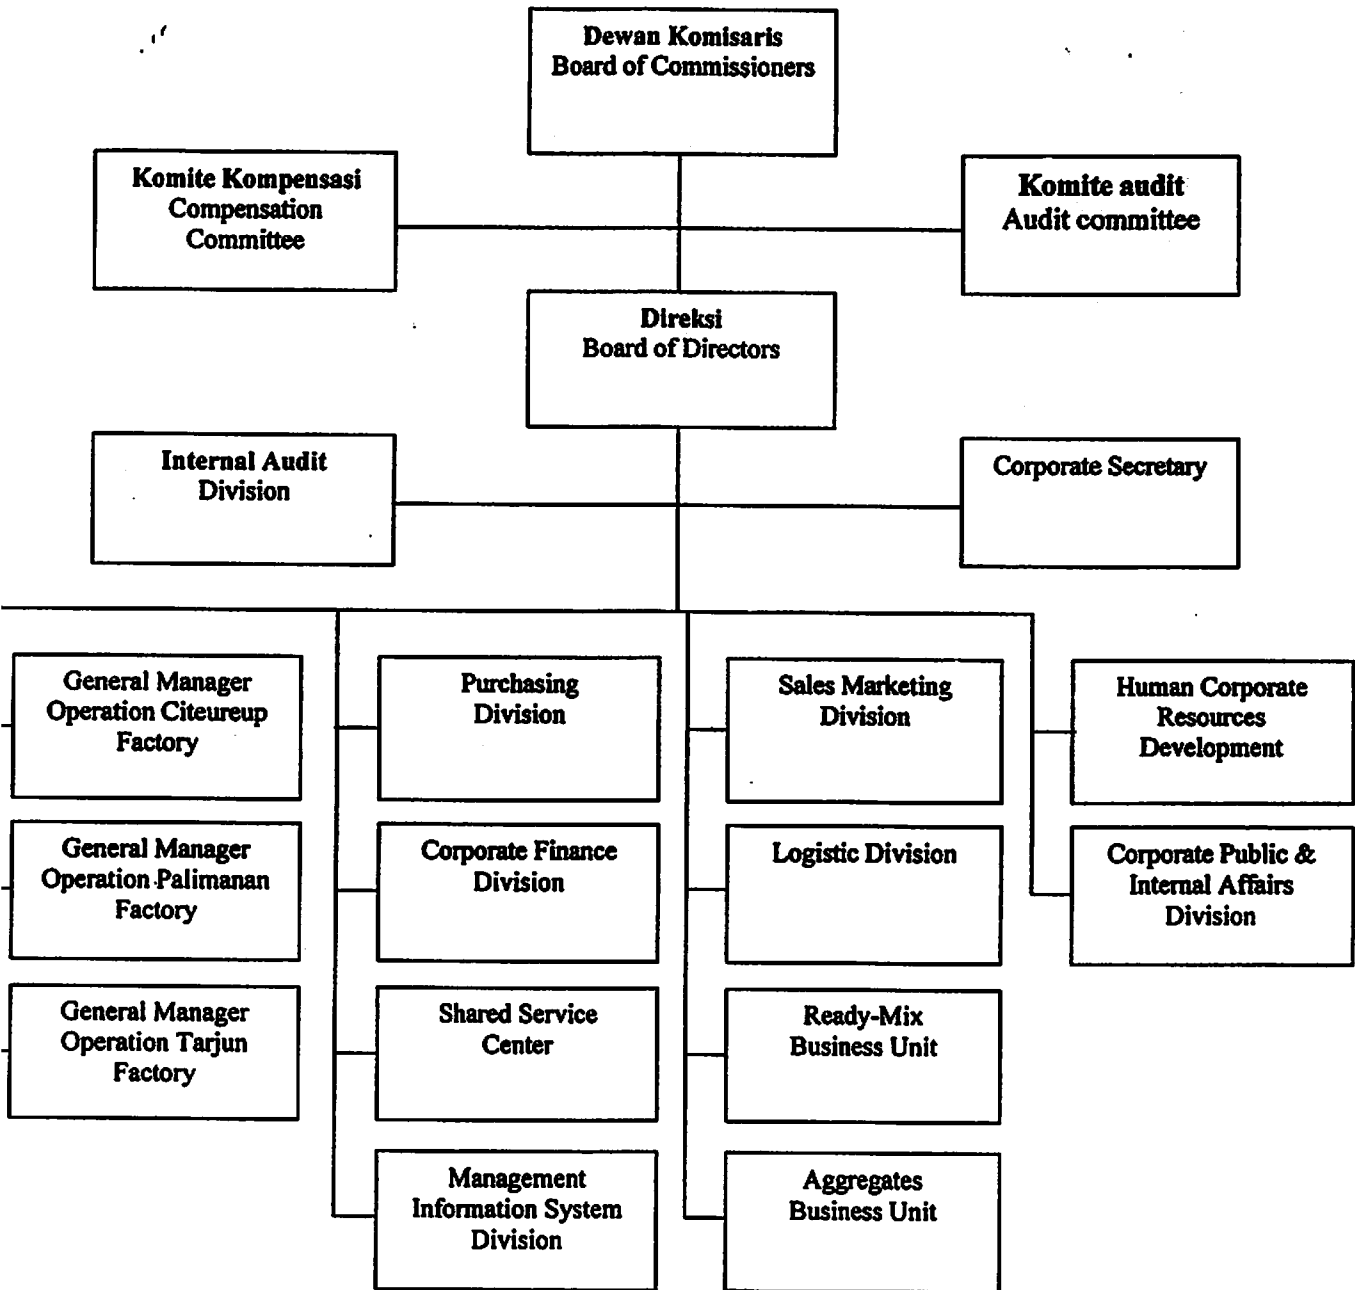 Dewan Komisaris
Board of Commissioners
Komite Kompensasi
Compensation
Committee
Komite audit
Audit committee
Direksi
Board of Directors
Internal Audit
Division
Corporate Secretary
General Manager
Operation Citeureup
Factory
Purchasing
Division
Sales Marketing
Division
Human Corporate
Resources
Development
General Manager
Operation Palimanan
Factory
Corporate Finance
Division
Logistic Division
Corporate Public &
Internal Affairs
Division
General Manager
Operation Tarjun
Factory
Shared Service
Center
Ready-Mix
Business Unit
Management
Information System
Division
Aggregates
Business Unit